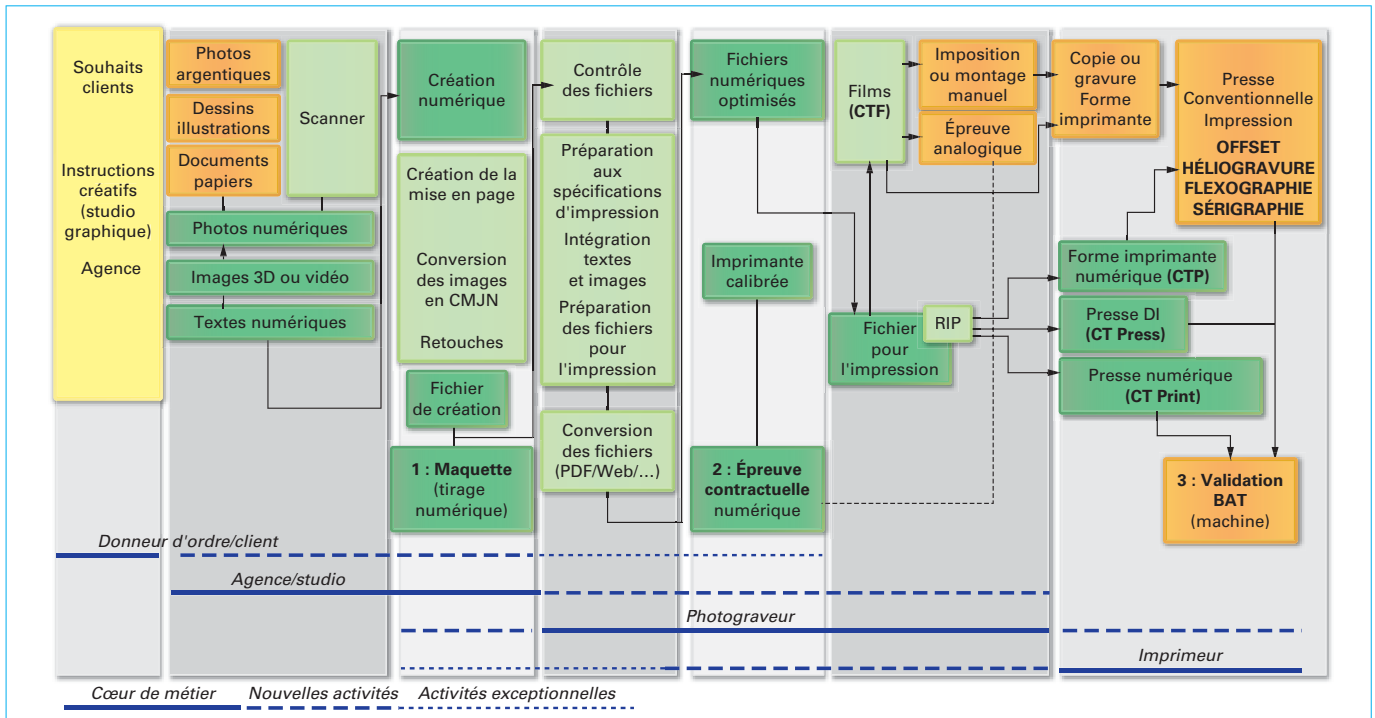 Souhaits
clients
Instructions
créatifs
(studio
graphique)
Agence
Photos
argentiques
Dessins
illustrations
Documents
papiers
Scanner
Photos numériques
Images 3D ou vidéo
Textes numériques
Création
numérique
Création de la
mise en page
Conversion
des images
en CMJN
Retouches
Fichier
de création
1 : Maquette
(tirage
numérique)
Contrôle
des fichiers
Préparation
aux
spécifications
d'impression
Intégration
textes
et images
Préparation
des fichiers
pour
l'impression
Conversion
des fichiers
(PDF/Web/...)
Fichiers
numériques
optimisés
Imprimante
calibrée
2 : Épreuve
contractuelle
numérique
Films
(CTF)
Imposition
ou montage
manuel
Épreuve
analogique
Fichier
pour
l'impression
RIP
Copie ou
gravure
Forme
imprimante
Presse
Conventionnelle
Impression
OFFSET
HÉLIOGRAVURE
FLEXOGRAPHIE
SÉRIGRAPHIE
Forme imprimante
numérique (CTP)
Presse DI
(CT Press)
Presse numérique
(CT Print)
3 : Validation
BAT
(machine)
Donneur d'ordre/client
Agence/studio
Photograveur
Imprimeur
Cœur de métier
Nouvelles activités
Activités exceptionnelles